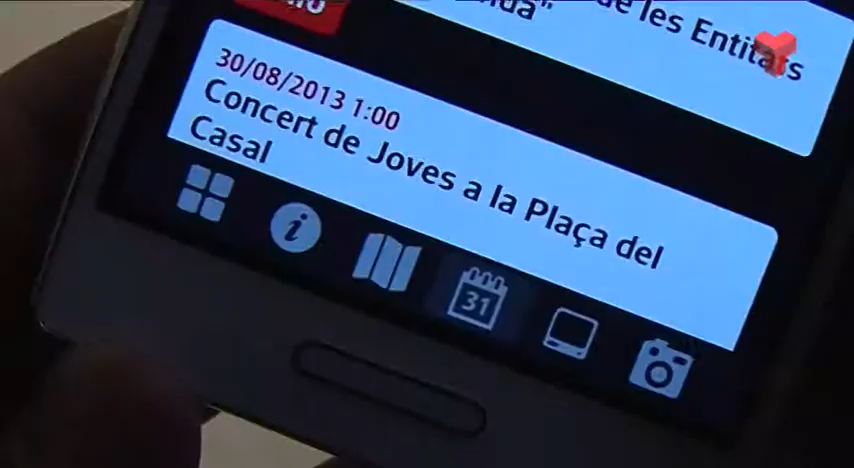 de les Entitats
30/08/2013 1:00
Concert de Joves a la Plaça del
Casal
31